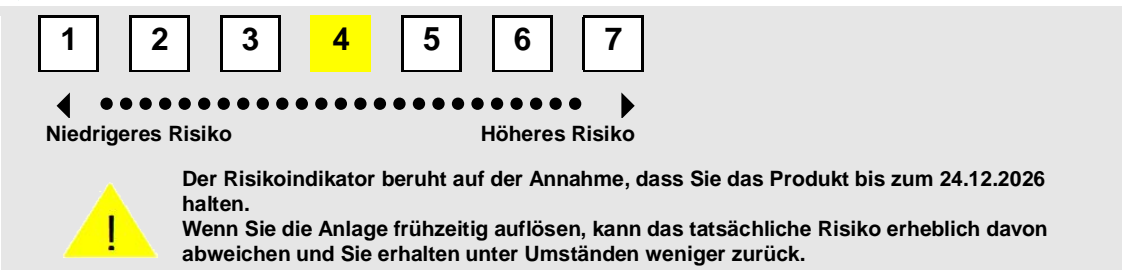 1 2 3 4 5 6 7
Niedrigeres Risiko Höheres Risiko
Der Risikoindikator beruht auf der Annahme, dass Sie das Produkt bis zum 24.12.2026
halten.
Wenn Sie die Anlage frühzeitig auflösen, kann das tatsächliche Risiko erheblich davon
abweichen und Sie erhalten unter Umständen weniger zurück.
!